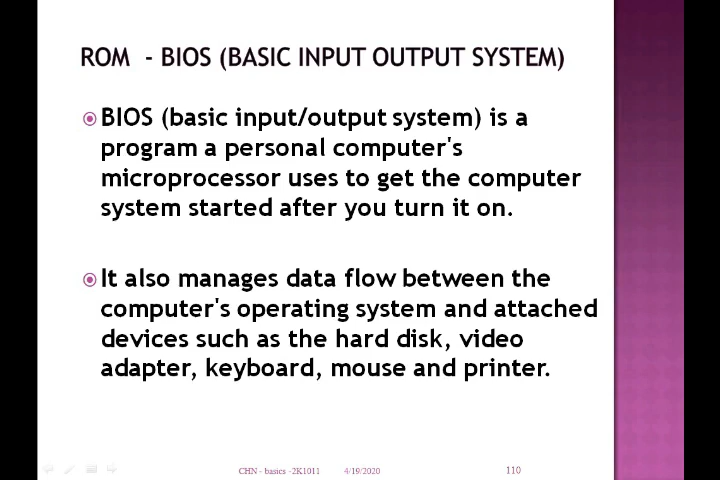 ROM - BIOS (BASIC INPUT OUTPUT SYSTEM)
BIOS (basic input/output system) is a
program a personal computer's
microprocessor uses to get the computer
system started after you turn it on.
It also manages data flow between the
computer's operating system and attached
devices such as the hard disk, video
adapter, keyboard, mouse and printer.
CHN - basics -2K1011 4/19/2020 110